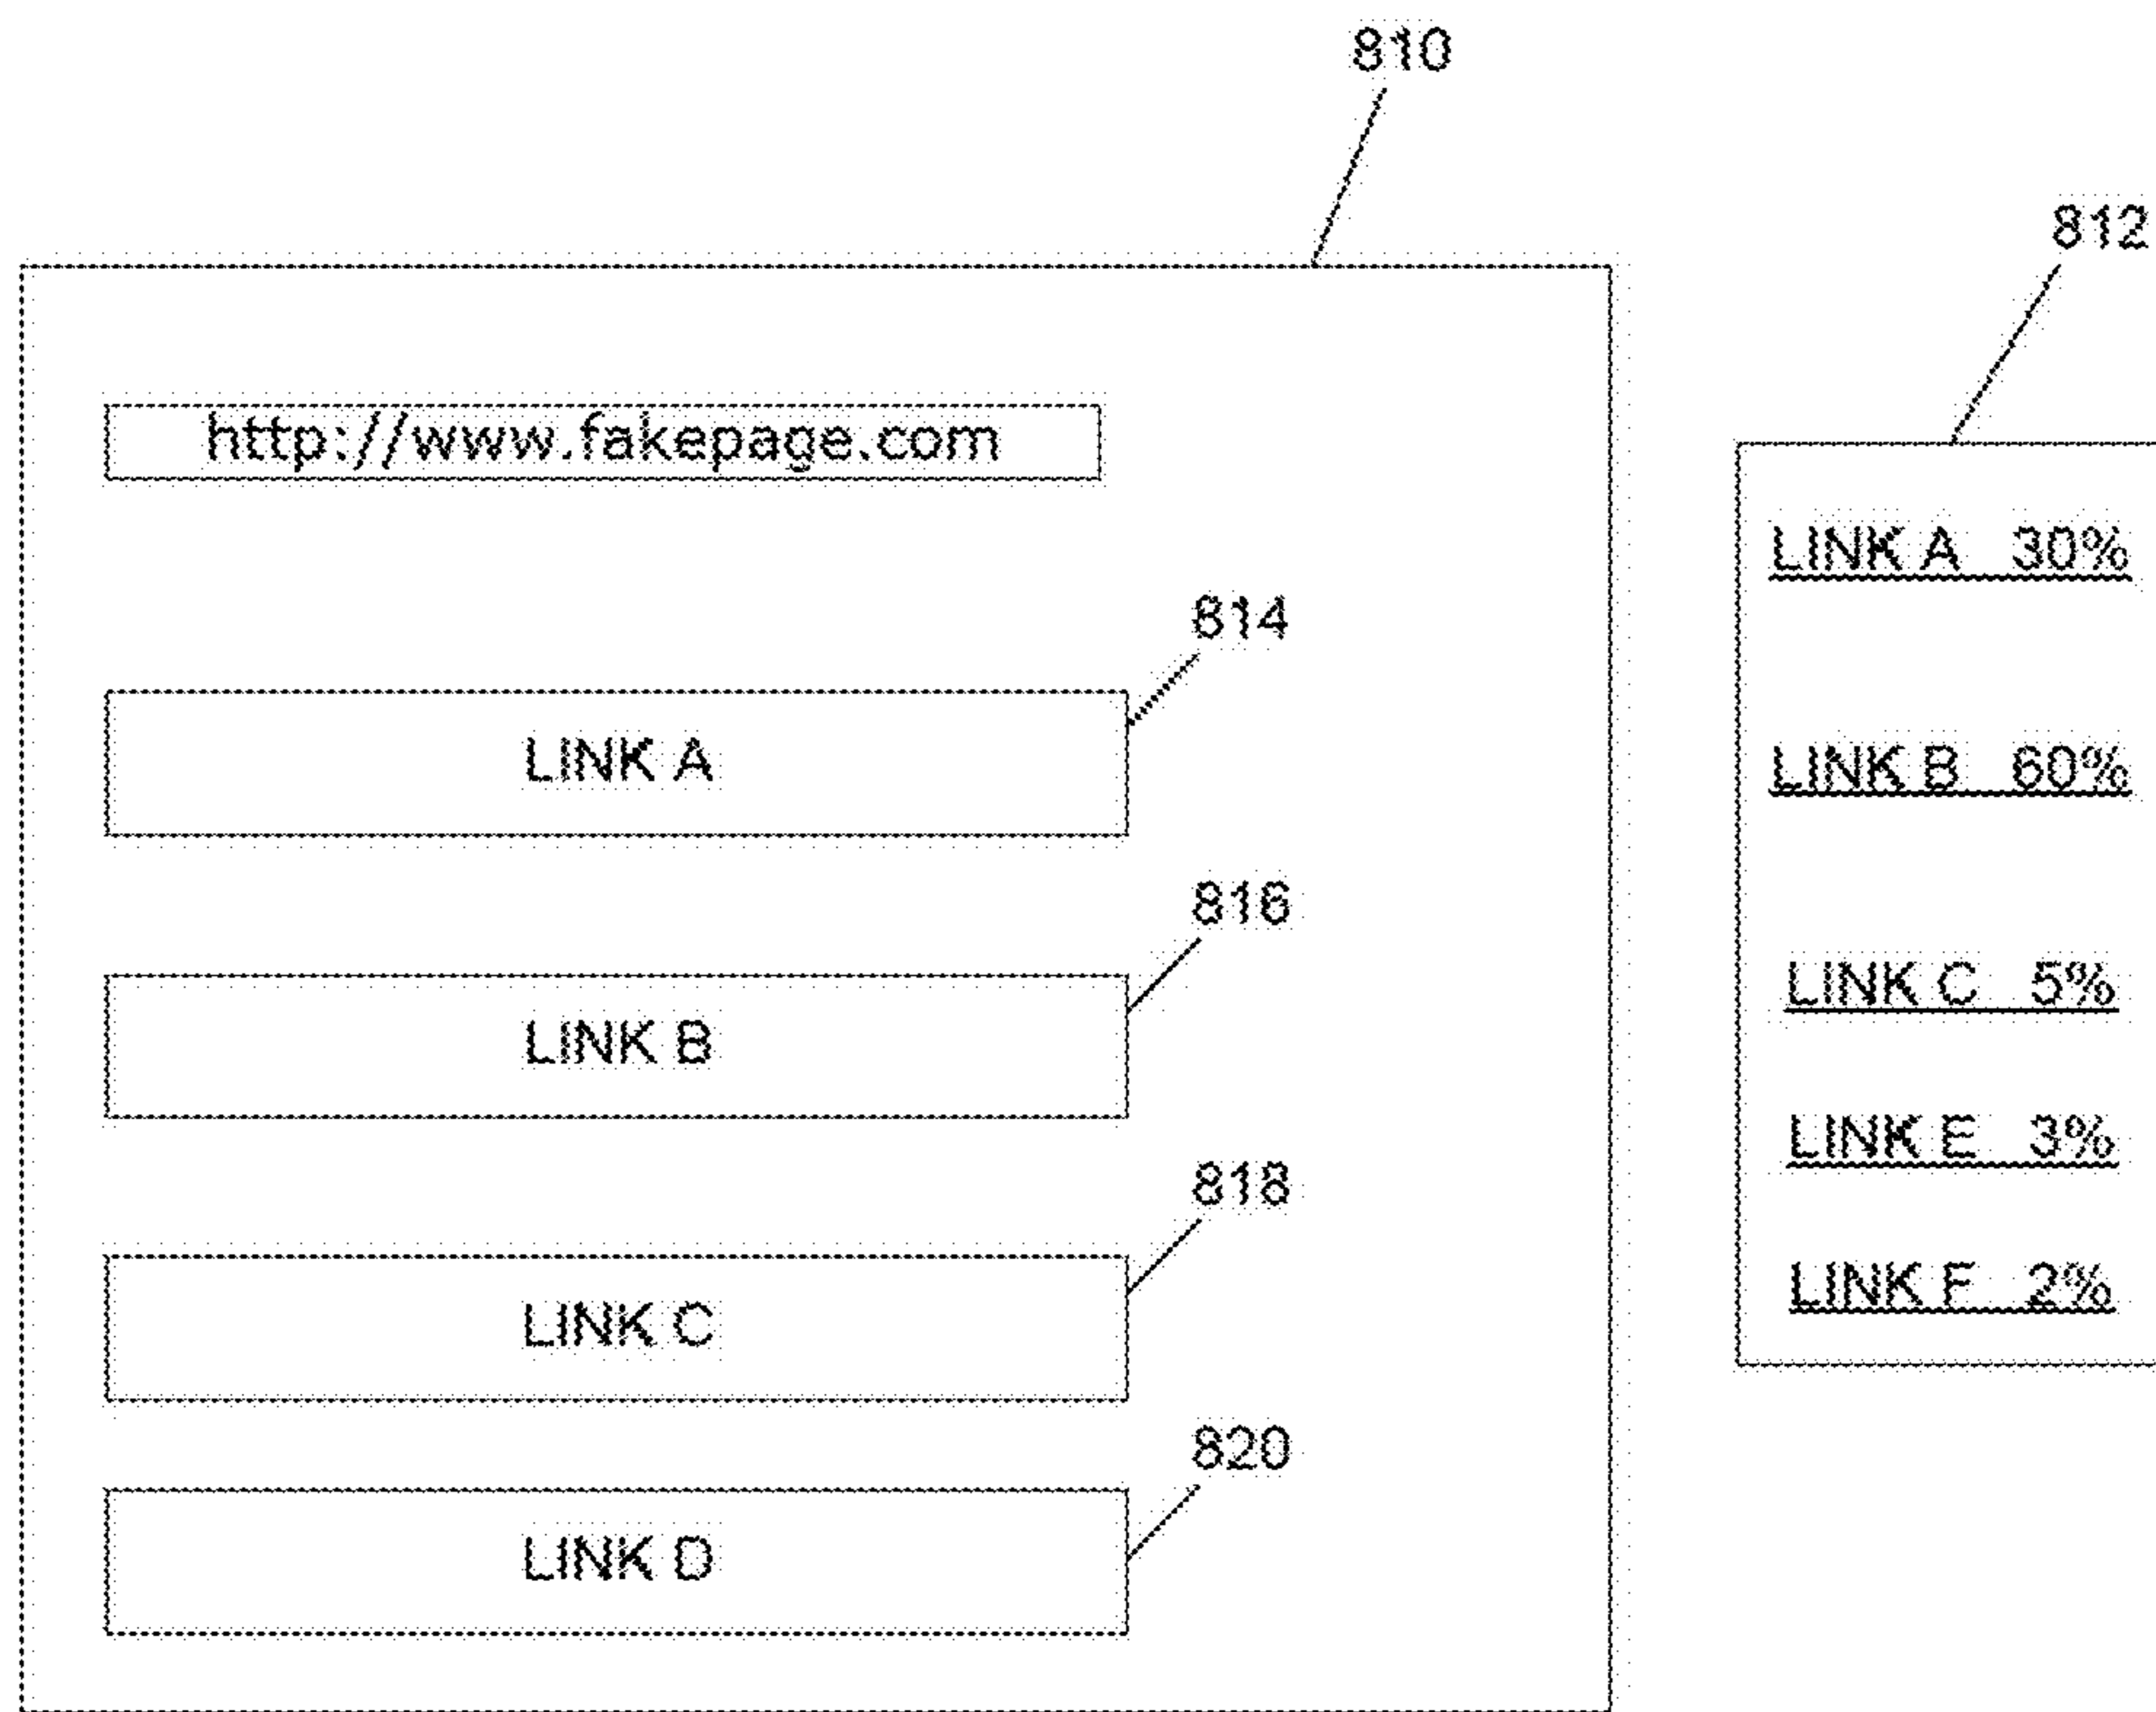 810
812
http://www.fakepage.com
814
LINK A
816
LINK B
818
LINK C
820
LINK D
LINK A 30%
LINK B 60%
LINK C 5%
LINK E 3%
LINK F 2%